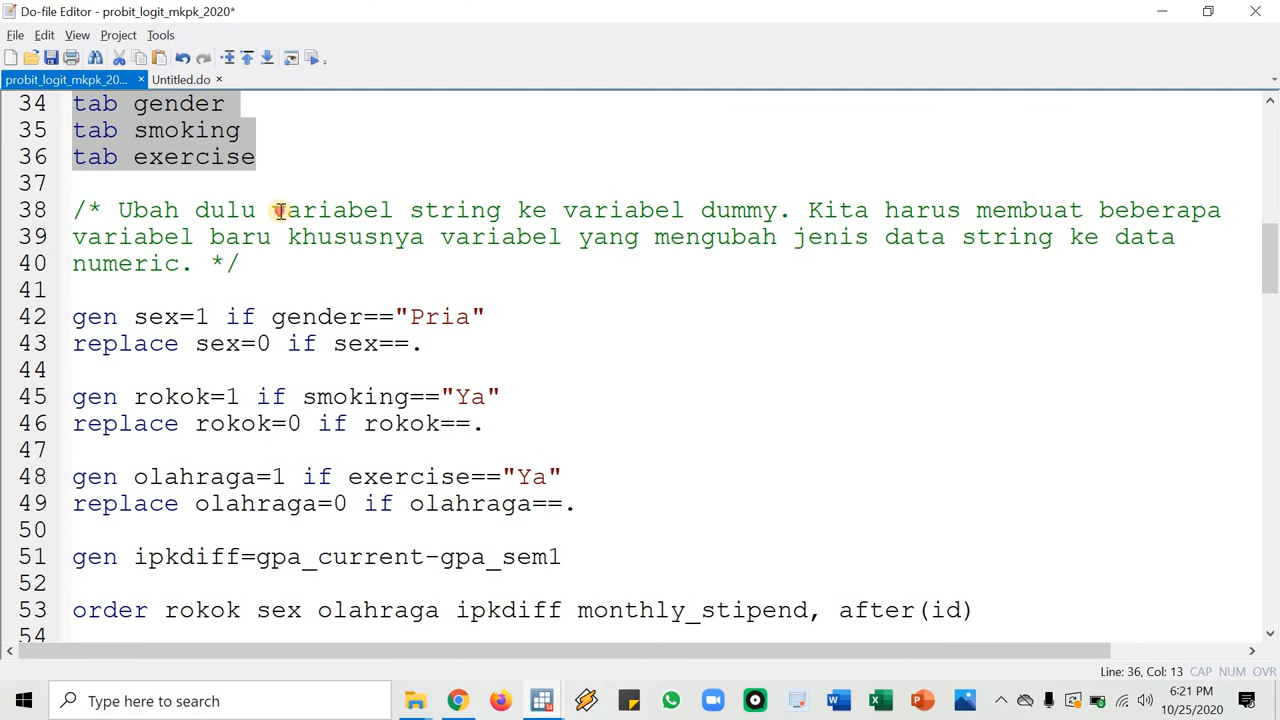 Do-file Editor - probit_logit_mkpk_2020*
File Edit View Project Tools
probit_logit_mkpk_20... × Untitled.do ×
34 tab gender
35 tab smoking
36 tab exercise
37
38 /* Ubah dulu variabel string ke variabel dummy. Kita harus membuat beberapa
39 variabel baru khususnya variabel yang mengubah jenis data string ke data
40 numeric. */
41
42 gen sex=1 if gender=="Pria"
43 replace sex=0 if sex==.
44
45 gen rokok=1 if smoking=="Ya"
46 replace rokok=0 if rokok==.
47
48 gen olahraga=1 if exercise=="Ya"
49 replace olahraga=0 if olahraga==.
50
51 gen ipkdiff=gpa_current-gpa_sem1
52
53 order rokok sex olahraga ipkdiff monthly_stipend, after(id)
54
Line: 36, Col: 13 CAP NUM OVR
Type here to search
6:21 PM
10/25/2020